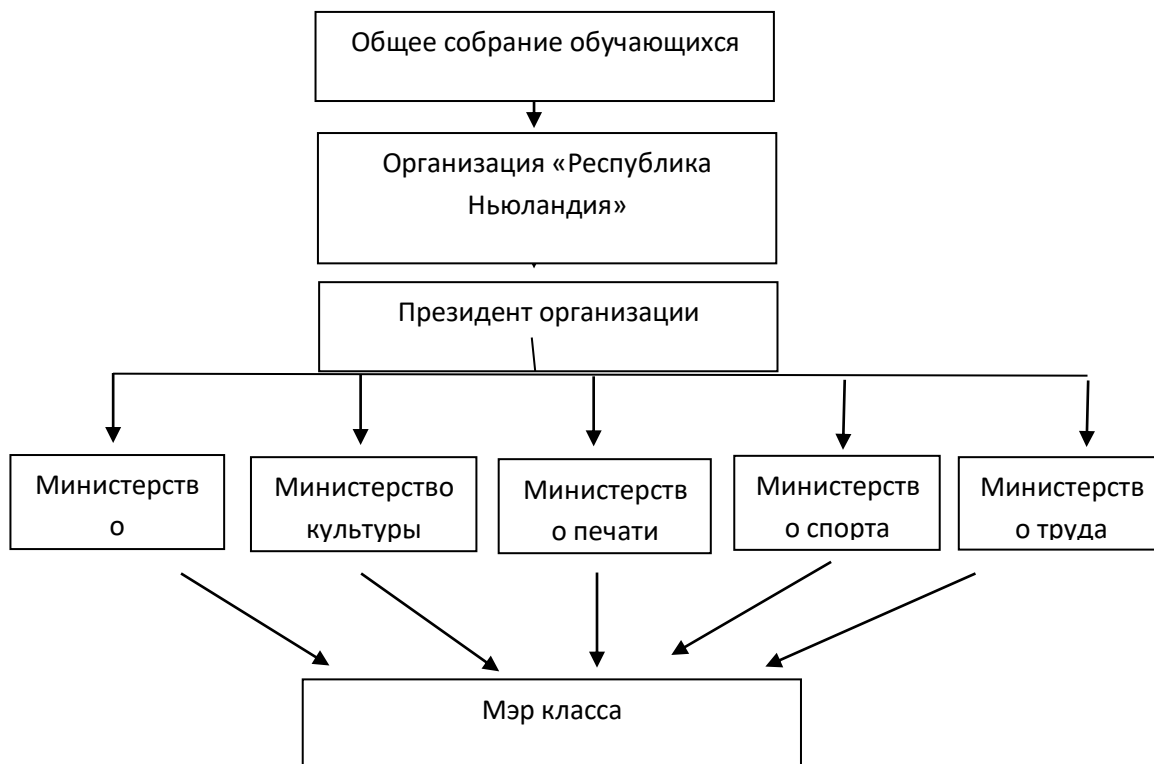 Общее собрание обучающихся
Организация «Республика
Ньюландия»
Президент организации
Министерств
о
Министерство
культуры
Министерств
о печати
Министерств
о спорта
Министерств
о труда
Мэр класса